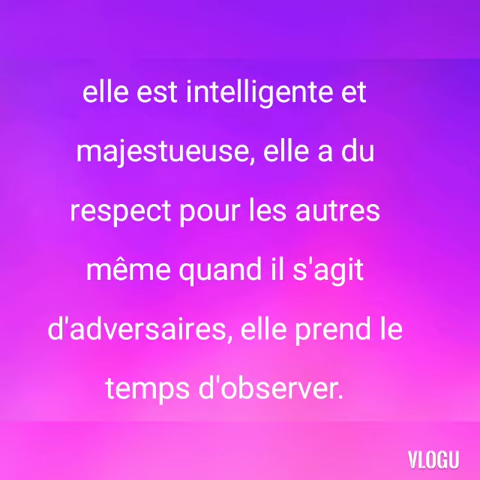 elle est intelligente et
majestueuse, elle a du
respect pour les autres
même quand il s'agit
d'adversaires, elle prend le
temps d'observer.
VLOGU